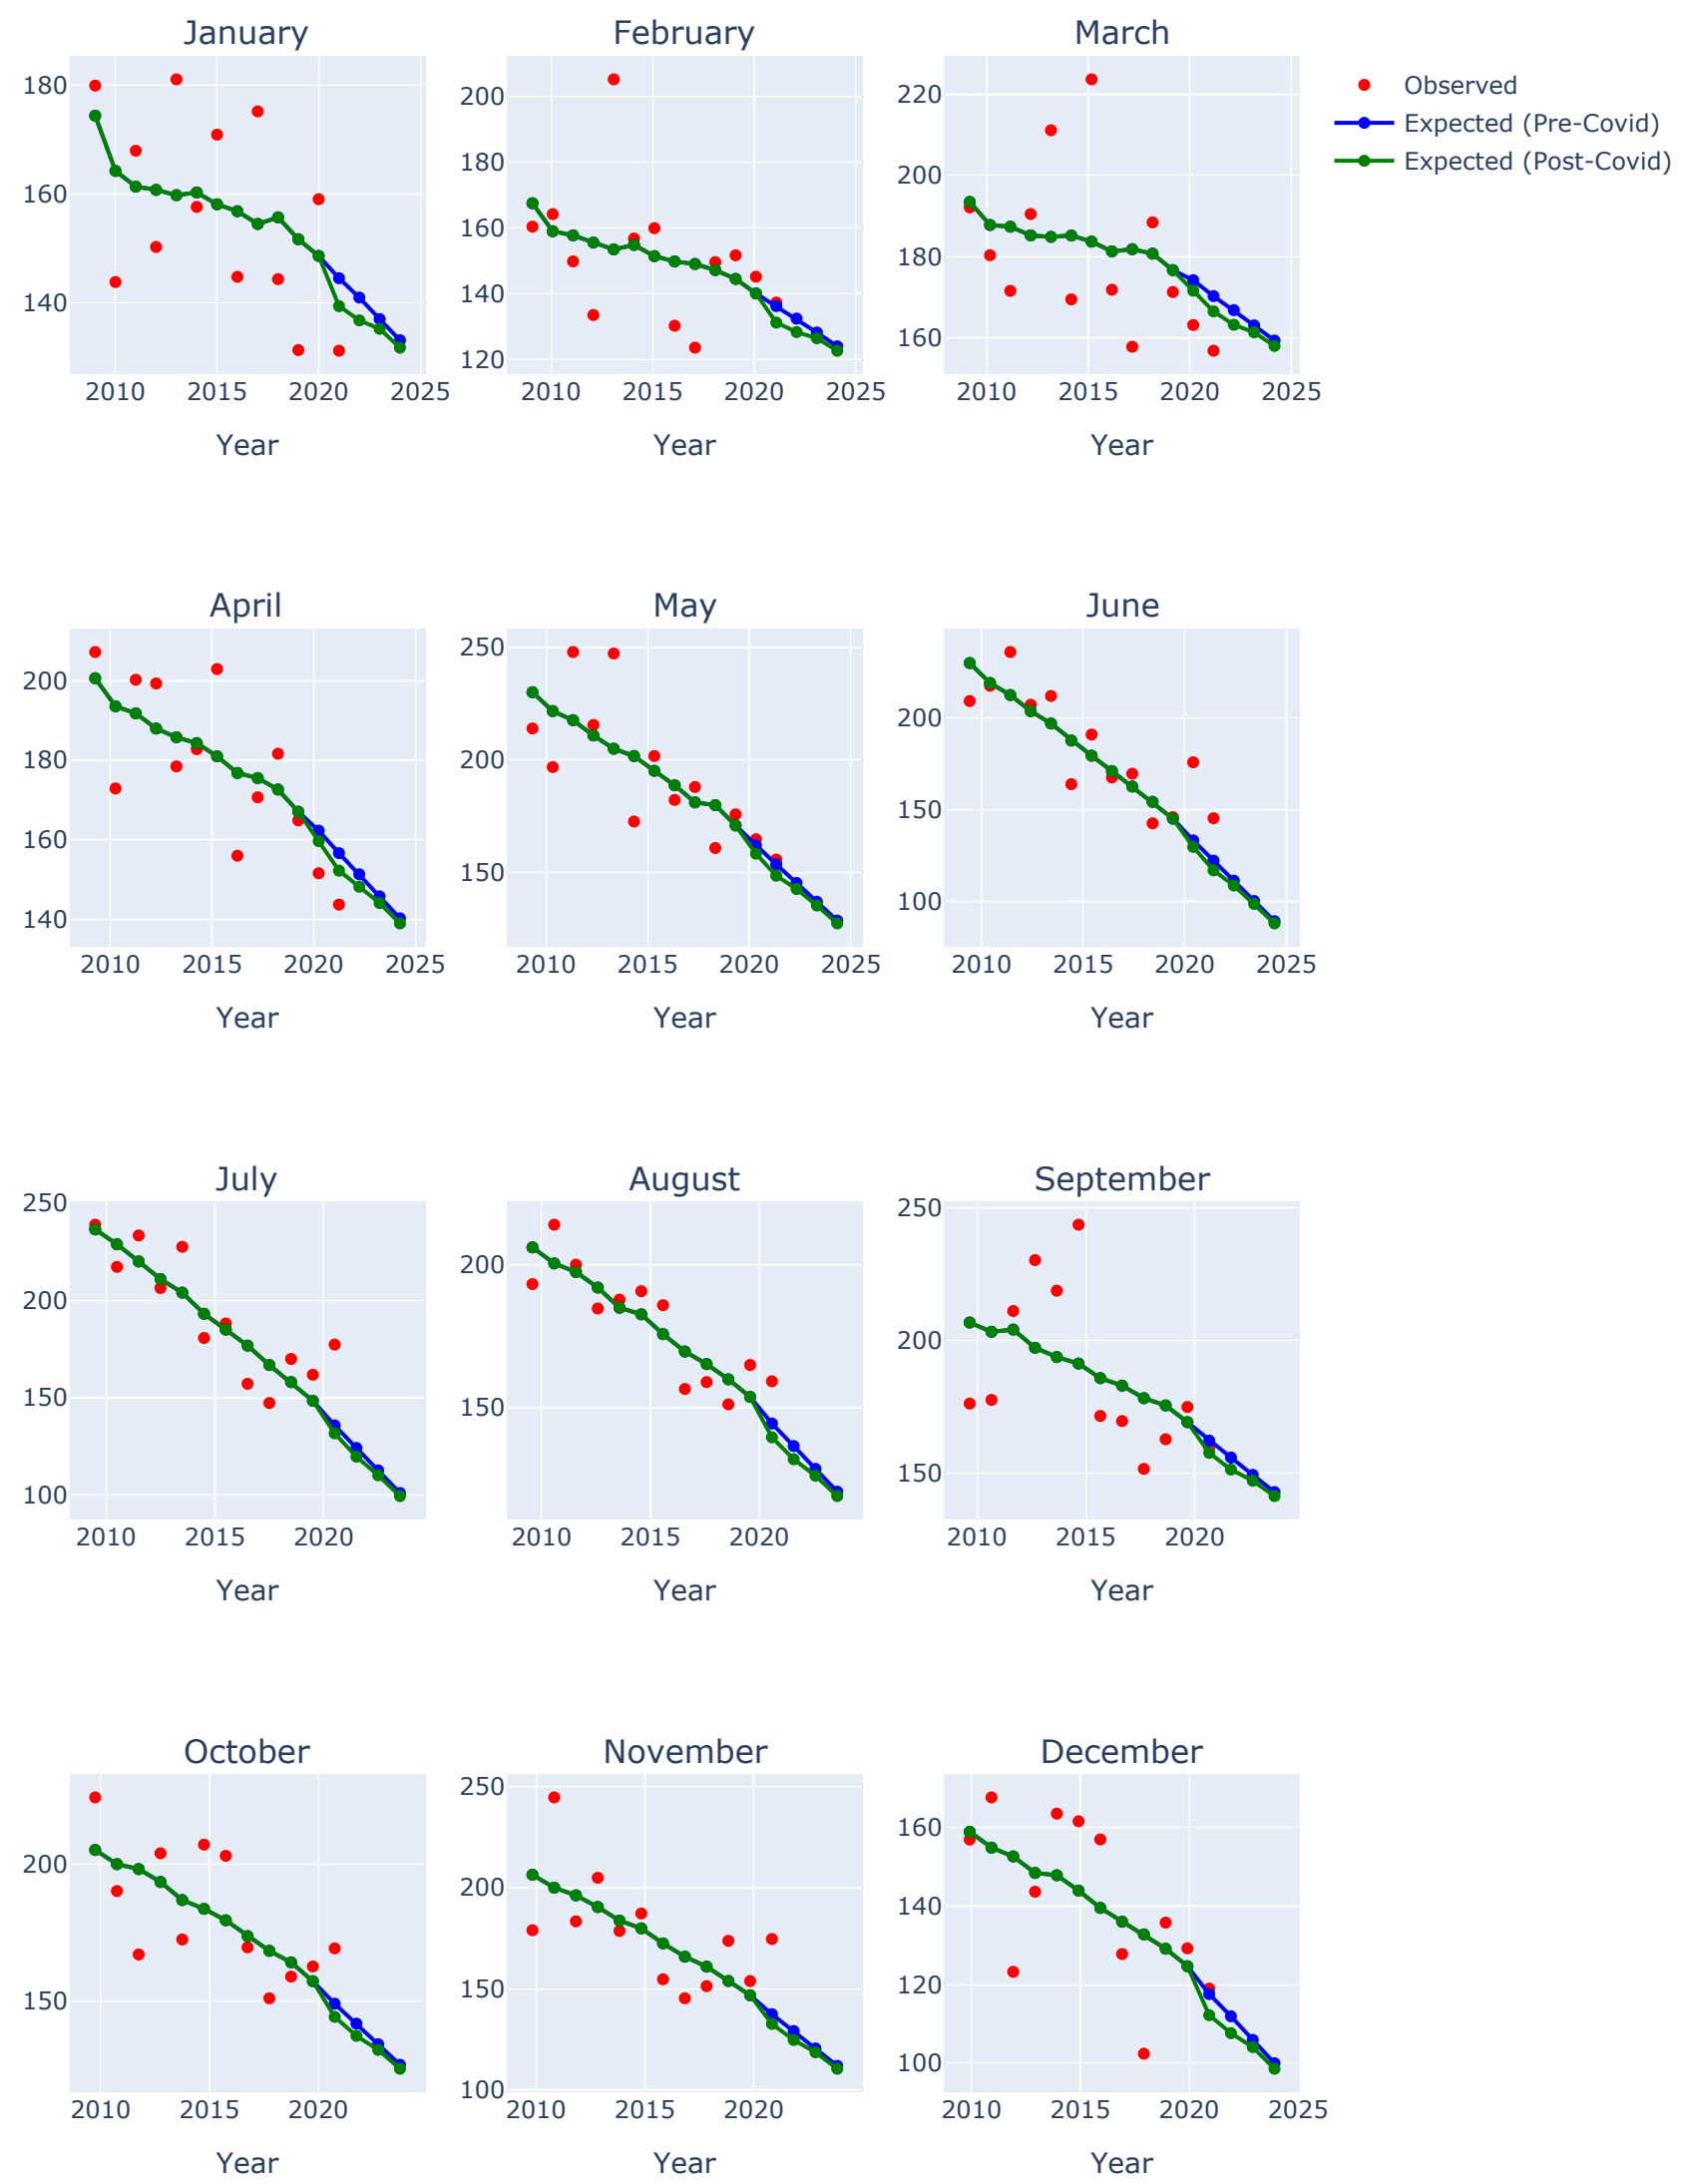 January February March
180
160
140
2010 2015 2020 2025
Year
200
180
160
140
120
2010 2015 2020 2025
Year
220
200
180
160
2010 2015 2020 2025
Year
Observed
Expected (Pre-Covid)
Expected (Post-Covid)
April May June
200
180
160
140
2010 2015 2020 2025
Year
250
200
150
2010 2015 2020 2025
Year
200
150
100
2010 2015 2020 2025
Year
July August September
250
200
150
100
2010 2015 2020
Year
200
150
2010 2015 2020
Year
250
200
150
2010 2015 2020
Year
October November December
200
150
2010 2015 2020
Year
250
200
150
100
2010 2015 2020
Year
160
140
120
100
2010 2015 2020 2025
Year